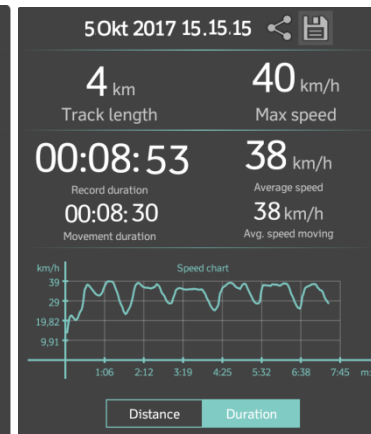 5 Okt 2017 15.15.15
4 km
40 km/h
Track length
Max speed
00:08:53
38 km/h
Record duration
Average speed
00:08:30
38 km/h
Movement duration
Avg. speed moving
km/h
Speed chart
39
29
19,82
9,91
1:06 2:12 3:19 4:25 5:32 6:38 7:45 m:
Distance
Duration